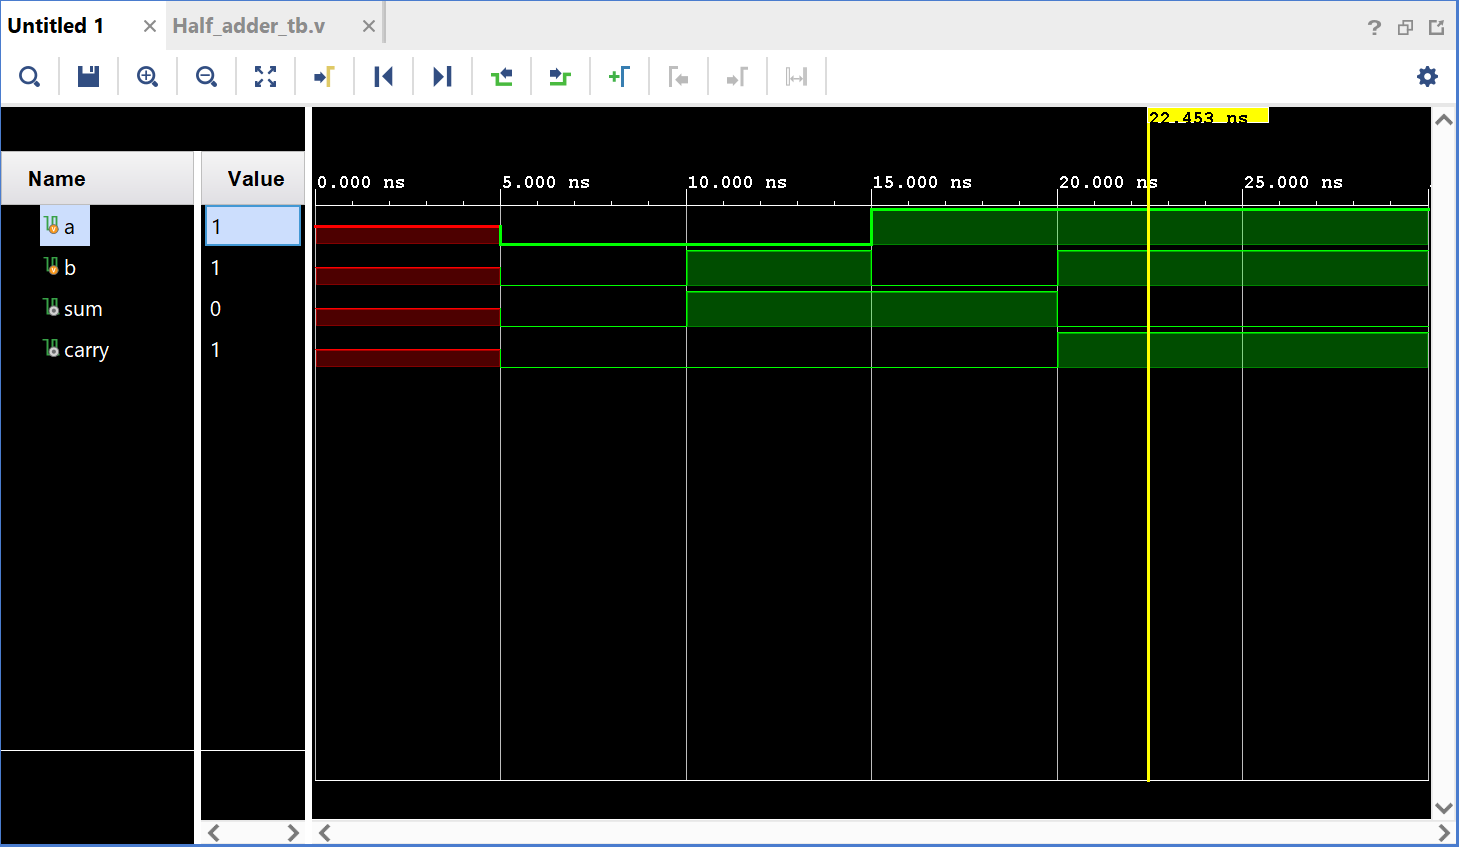 Untitled 1
Half_adder_tb.v
22.453 ns
Name
Value
0.000 ns
5.000 ns
10.000 ns
15.000 ns
20.000 ns
25.000 ns
a
1
b
1
sum
0
carry
1